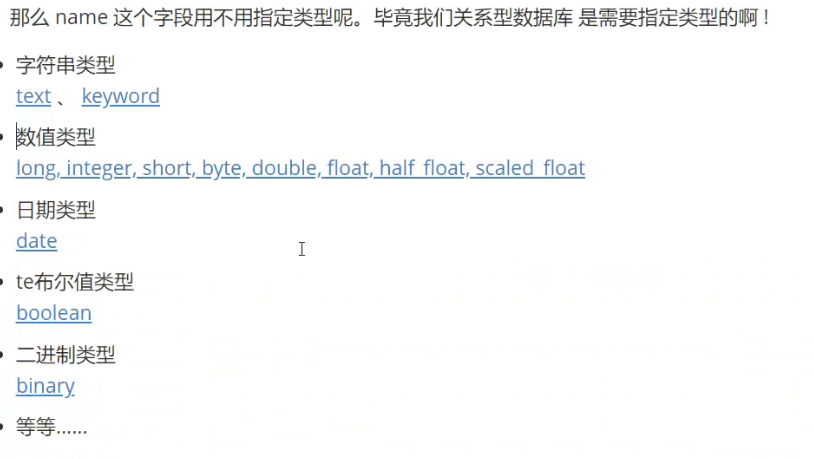 那么 name 这个字段用不用指定类型呢。毕竟我们关系型数据库 是需要指定类型的啊 !
字符串类型
text 、 keyword
数值类型
long, integer, short, byte, double, float, half_float, scaled_float
日期类型
date
te布尔值类型
boolean
二进制类型
binary
等等......